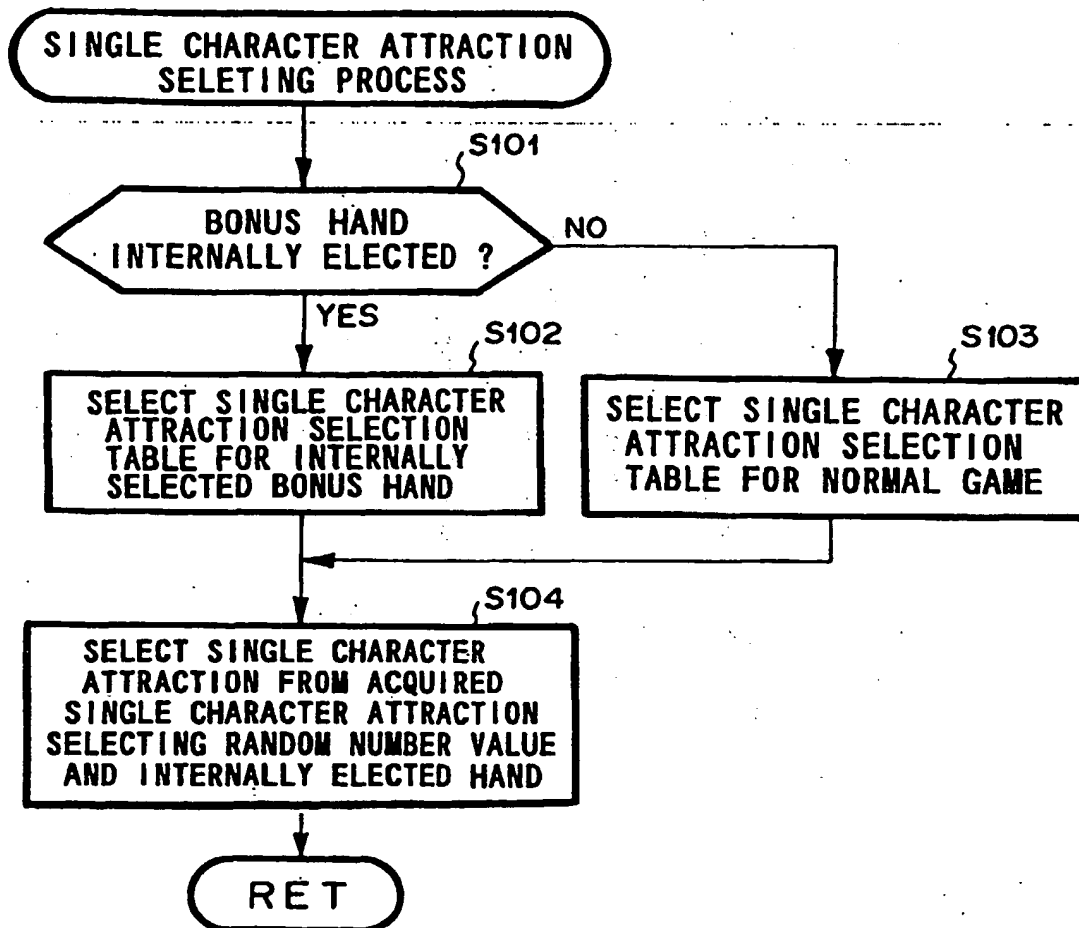 SINGLE CHARACTER ATTRACTION
SELETING PROCESS
S101
BONUS HAND
INTERNALLY ELECTED ?
NO
YES
S102
SELECT SINGLE CHARACTER
ATTRACTION SELECTION
TABLE FOR INTERNALLY
SELECTED BONUS HAND
S103
SELECT SINGLE CHARACTER
ATTRACTION SELECTION
TABLE FOR NORMAL GAME
S104
SELECT SINGLE CHARACTER
ATTRACTION FROM ACQUIRED
SINGLE CHARACTER ATTRACTION
SELECTING RANDOM NUMBER VALUE
AND INTERNALLY ELECTED HAND
RET